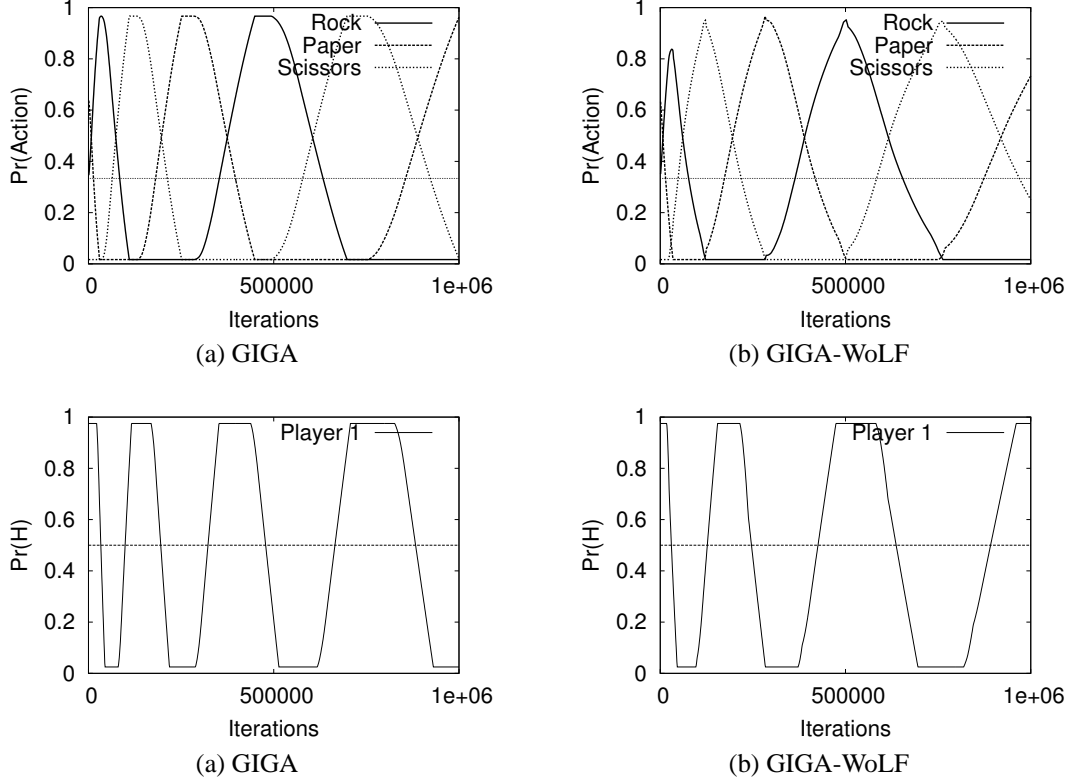 1
0.8
0.6
0.4
0.2
0
Pr(Action)
Rock
Paper
Scissors
0
500000
1e+06
Iterations
(a) GIGA
1
0.8
0.6
0.4
0.2
0
Pr(Action)
Rock
Paper
Scissors
0
500000
1e+06
Iterations
(b) GIGA-WoLF
1
0.8
0.6
0.4
0.2
0
Pr(H)
Player 1
0
500000
1e+06
Iterations
(a) GIGA
1
0.8
0.6
0.4
0.2
0
Pr(H)
Player 1
0
500000
1e+06
Iterations
(b) GIGA-WoLF